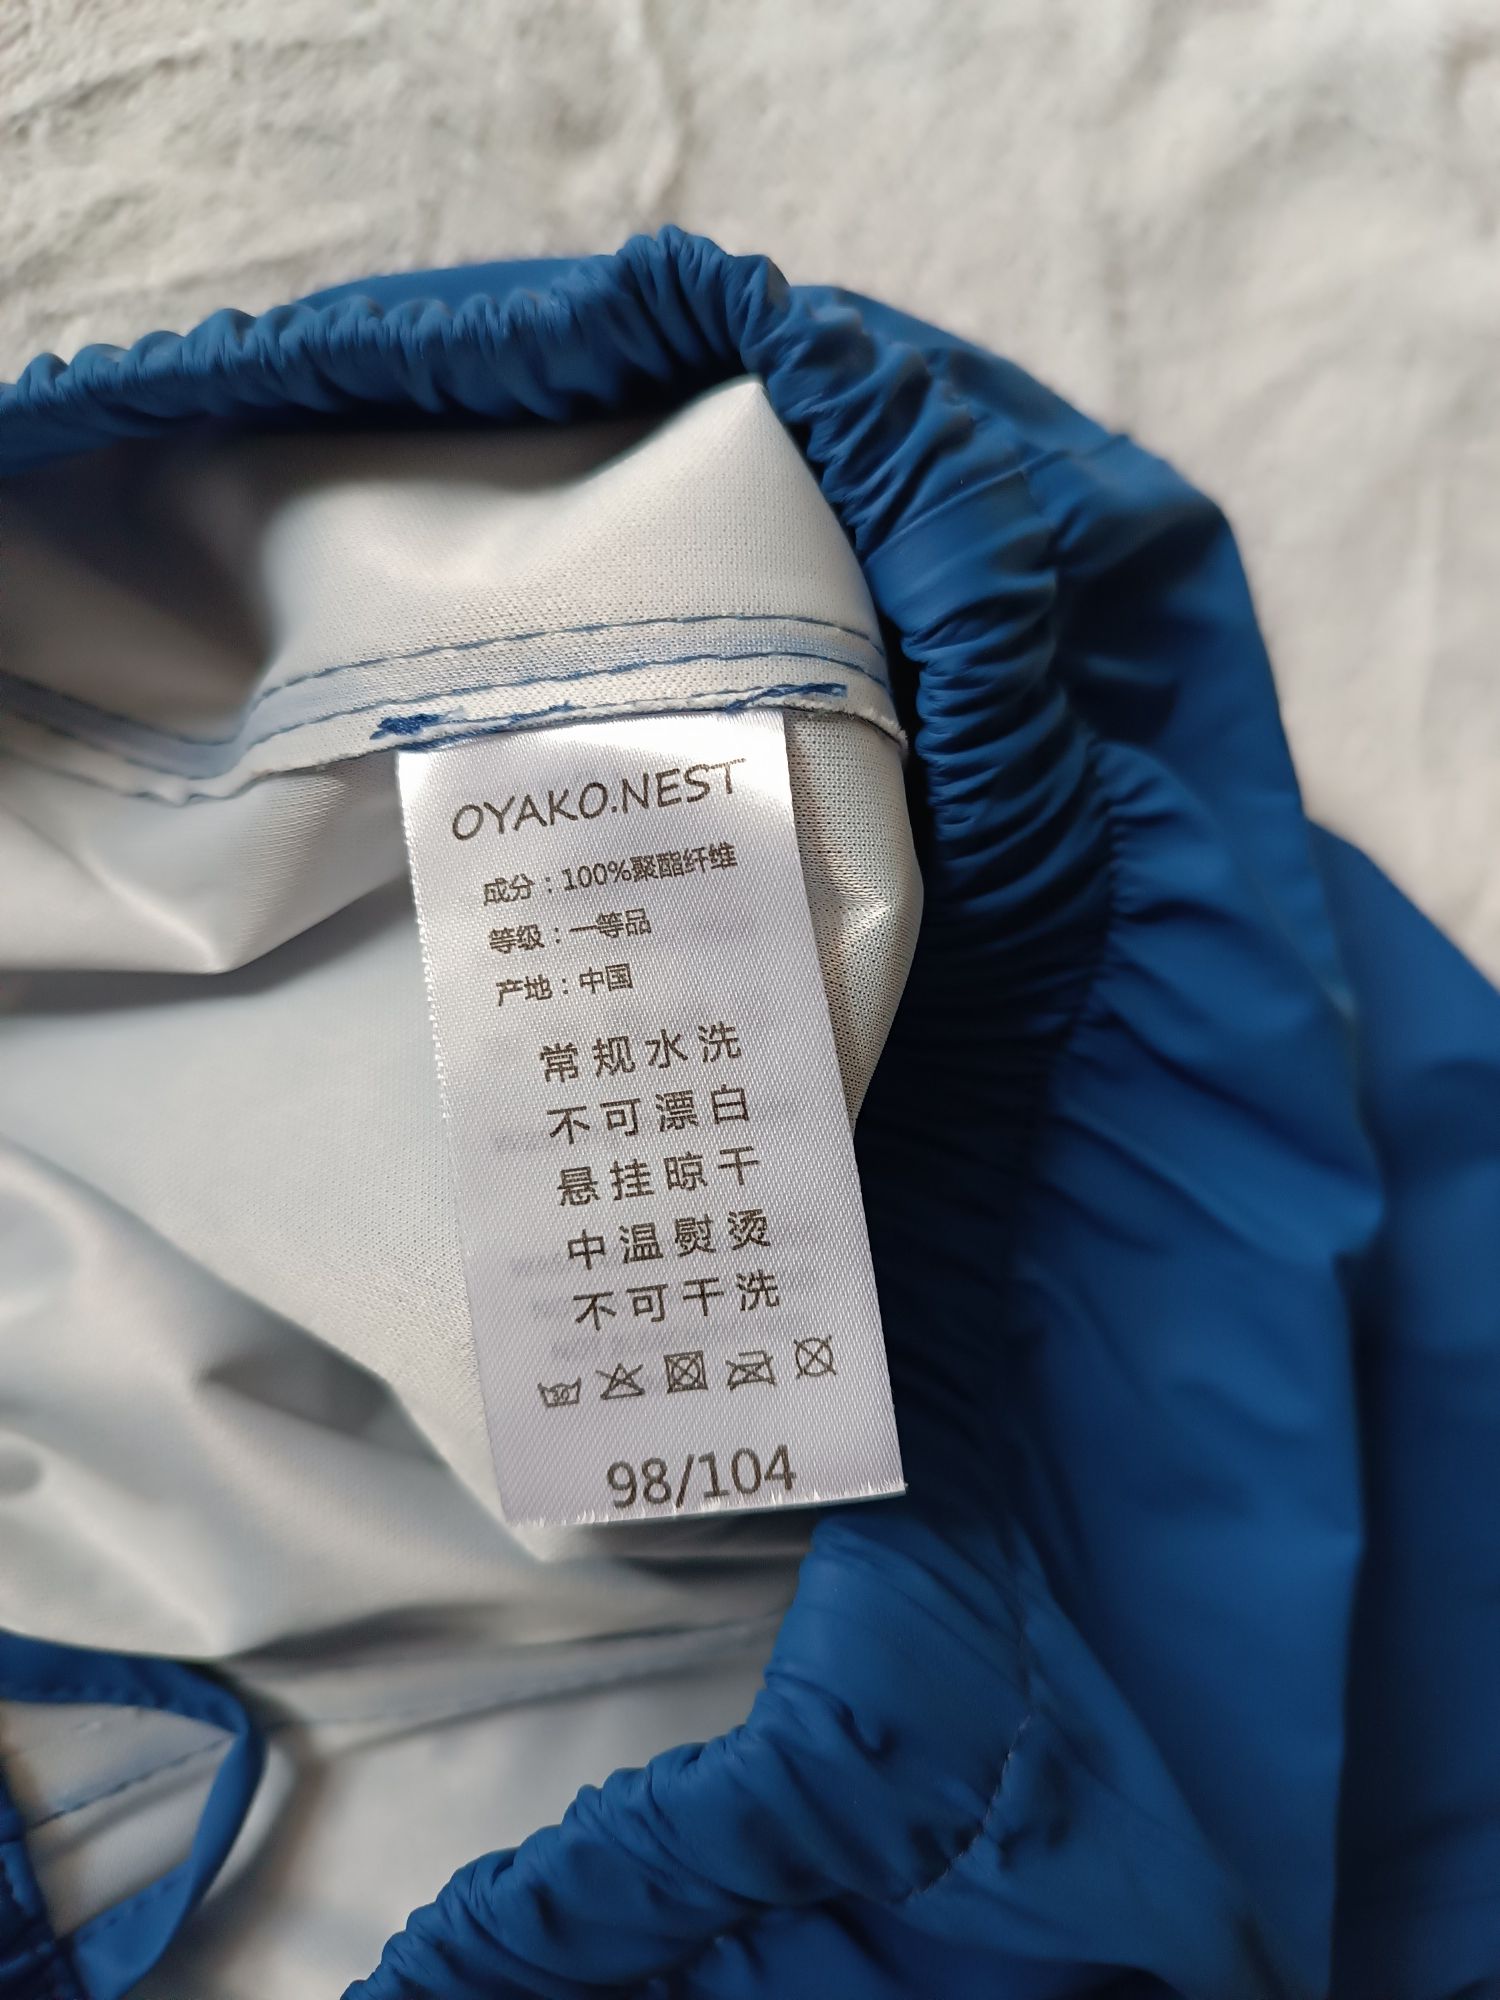 OYAKO.NEST
成分：100%聚酯纤维
等级：一等品
产地：中国
常规水洗
不可漂白
悬挂晾干
中温熨烫
不可干洗
98/104